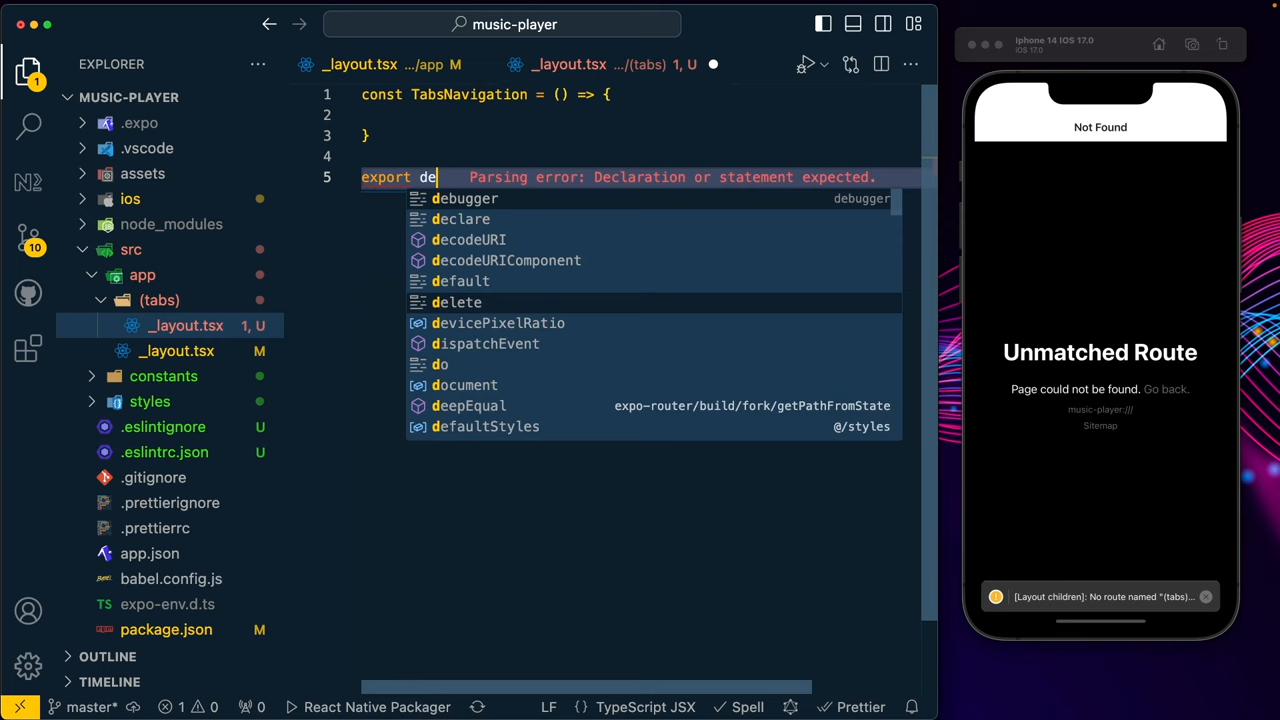 music-player
EXPLORER
_layout.tsx .../app M
_layout.tsx .../(tabs) 1, U
MUSIC-PLAYER
.expo
.vscode
assets
ios
node_modules
src
app
(tabs)
_layout.tsx 1, U
_layout.tsx M
constants
styles
.eslintignore U
.eslintrc.json U
.gitignore
.prettierignore
.prettierrc
app.json
babel.config.js
TS expo-env.d.ts
package.json M
OUTLINE
TIMELINE
1
10
1 const TabsNavigation = () => {
2
3 }
4
5 export de Parsing error: Declaration or statement expected.
debugger debugger
declare
decodeURI
decodeURIComponent
default
delete
devicePixelRatio
dispatchEvent
do
document
deepEqual expo-router/build/fork/getPathFromState
defaultStyles @/styles
master* 1 0 0 React Native Packager LF {} TypeScript JSX Spell Prettier
Iphone 14 IOS 17.0
iOS 17.0
Not Found
Unmatched Route
Page could not be found. Go back.
music-player:///
Sitemap
[Layout children]: No route named "(tabs)...